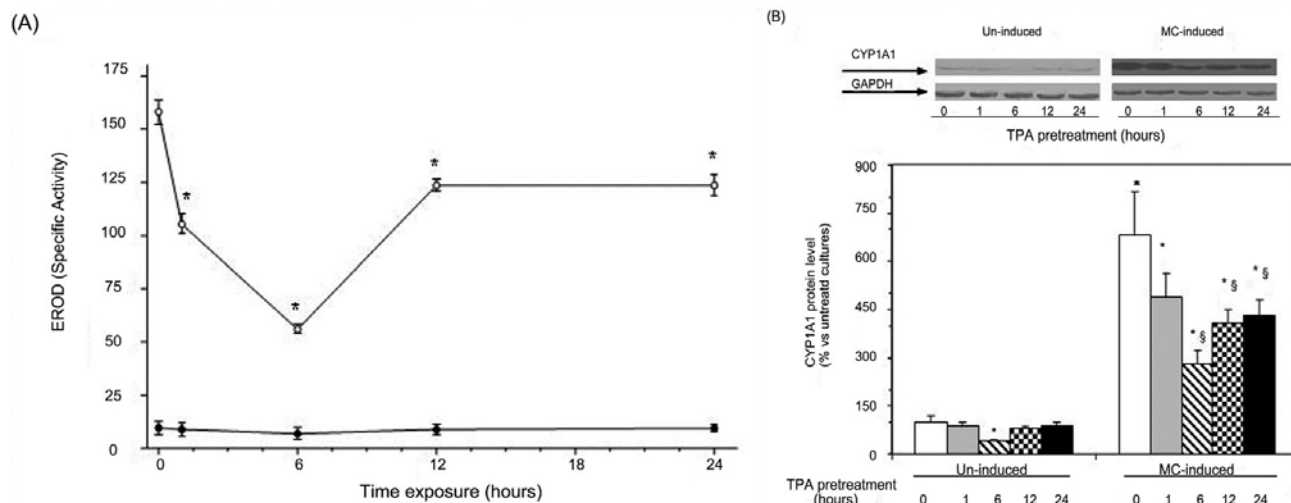 (A)
175
150
125
100
75
50
25
0
EROD (Specific Activity)
*
*
*
*
0
6
12
18
24
Time exposure (hours)
(B)
Un-induced
MC-induced
CYP1A1
GAPDH
0 1 6 12 24
0 1 6 12 24
TPA pretreatment (hours)
900
750
600
450
300
150
0
CYP1A1 protein level
(% vs untreatd cultures)
*
*
*
* §
* §
* §
Un-induced
MC-induced
TPA pretreatment
(hours)
0 1 6 12 24
0 1 6 12 24